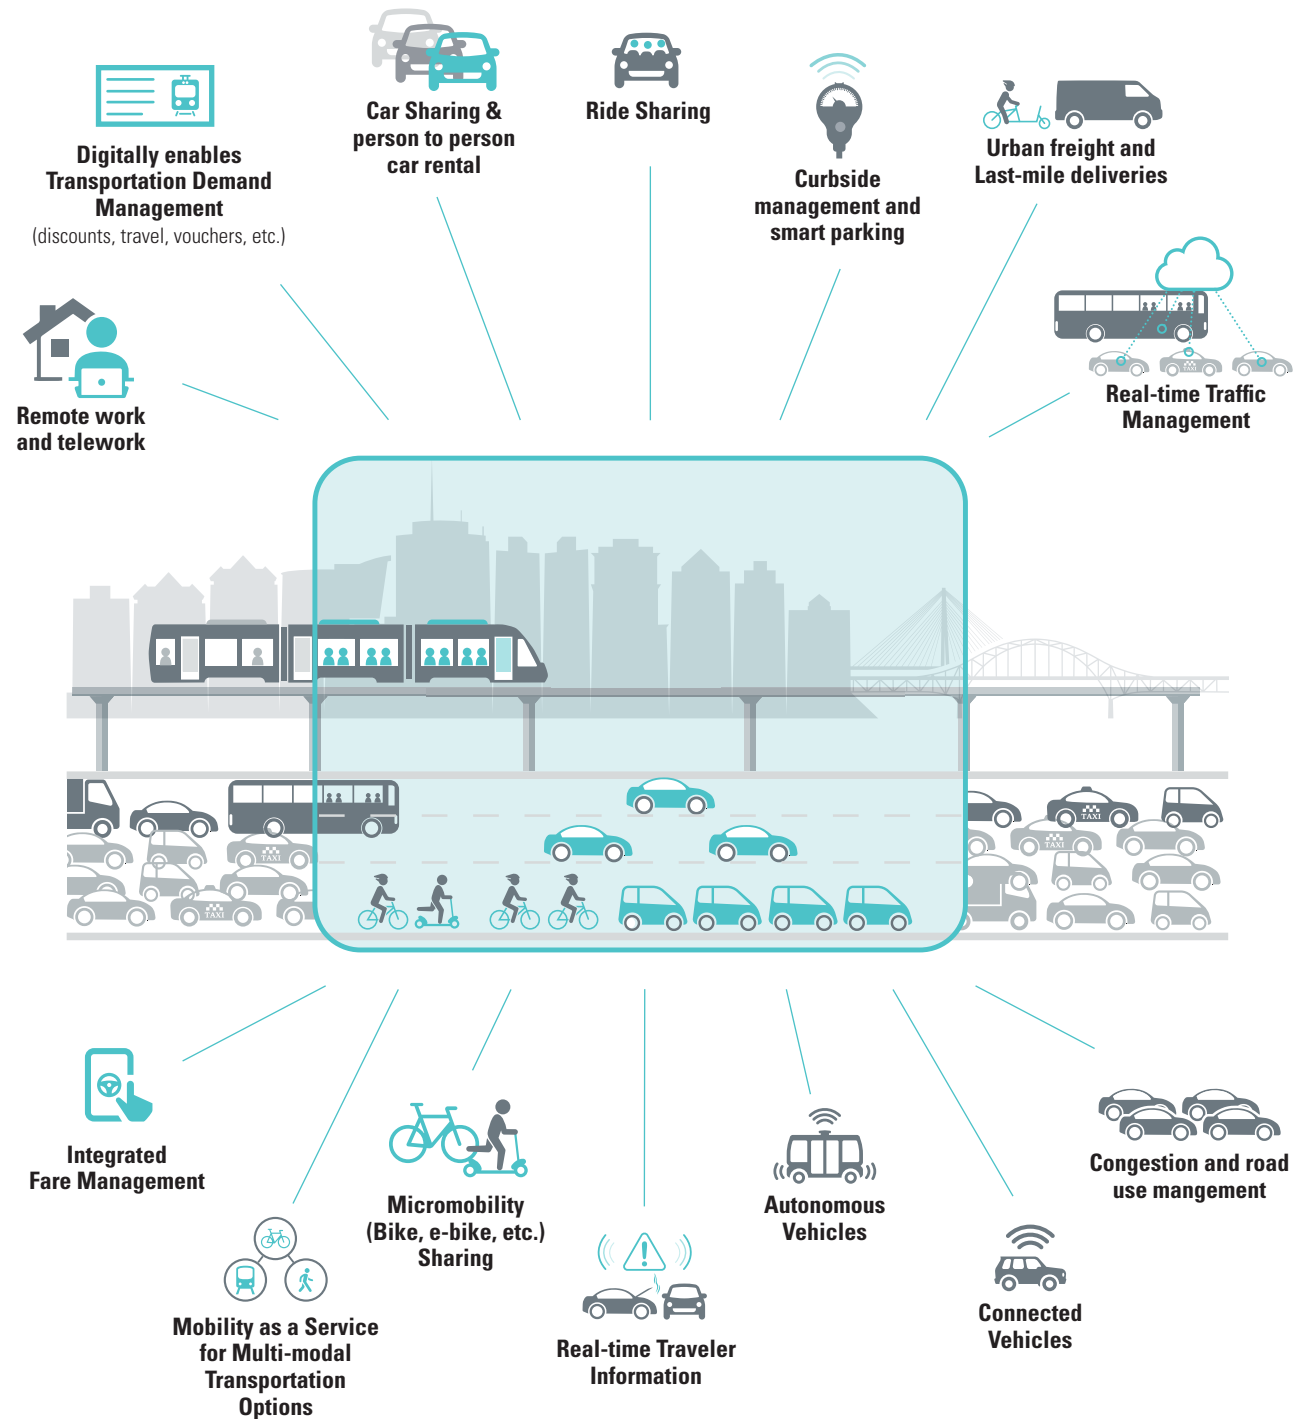 Car Sharing &
person to person
car rental
Ride Sharing
Digitally enables
Transportation Demand
Management
(discounts, travel, vouchers, etc.)
Curbside
management and
smart parking
Urban freight and
Last-mile deliveries
TAXI
Real-time Traffic
Management
Remote work
and telework
TAXI
TAXI
TAXI
TAXI
Integrated
Fare Management
Mobility as a Service
for Multi-modal
Transportation
Options
Micromobility
(Bike, e-bike, etc.)
Sharing
Real-time Traveler
Information
Autonomous
Vehicles
Connected
Vehicles
Congestion and road
use mangement